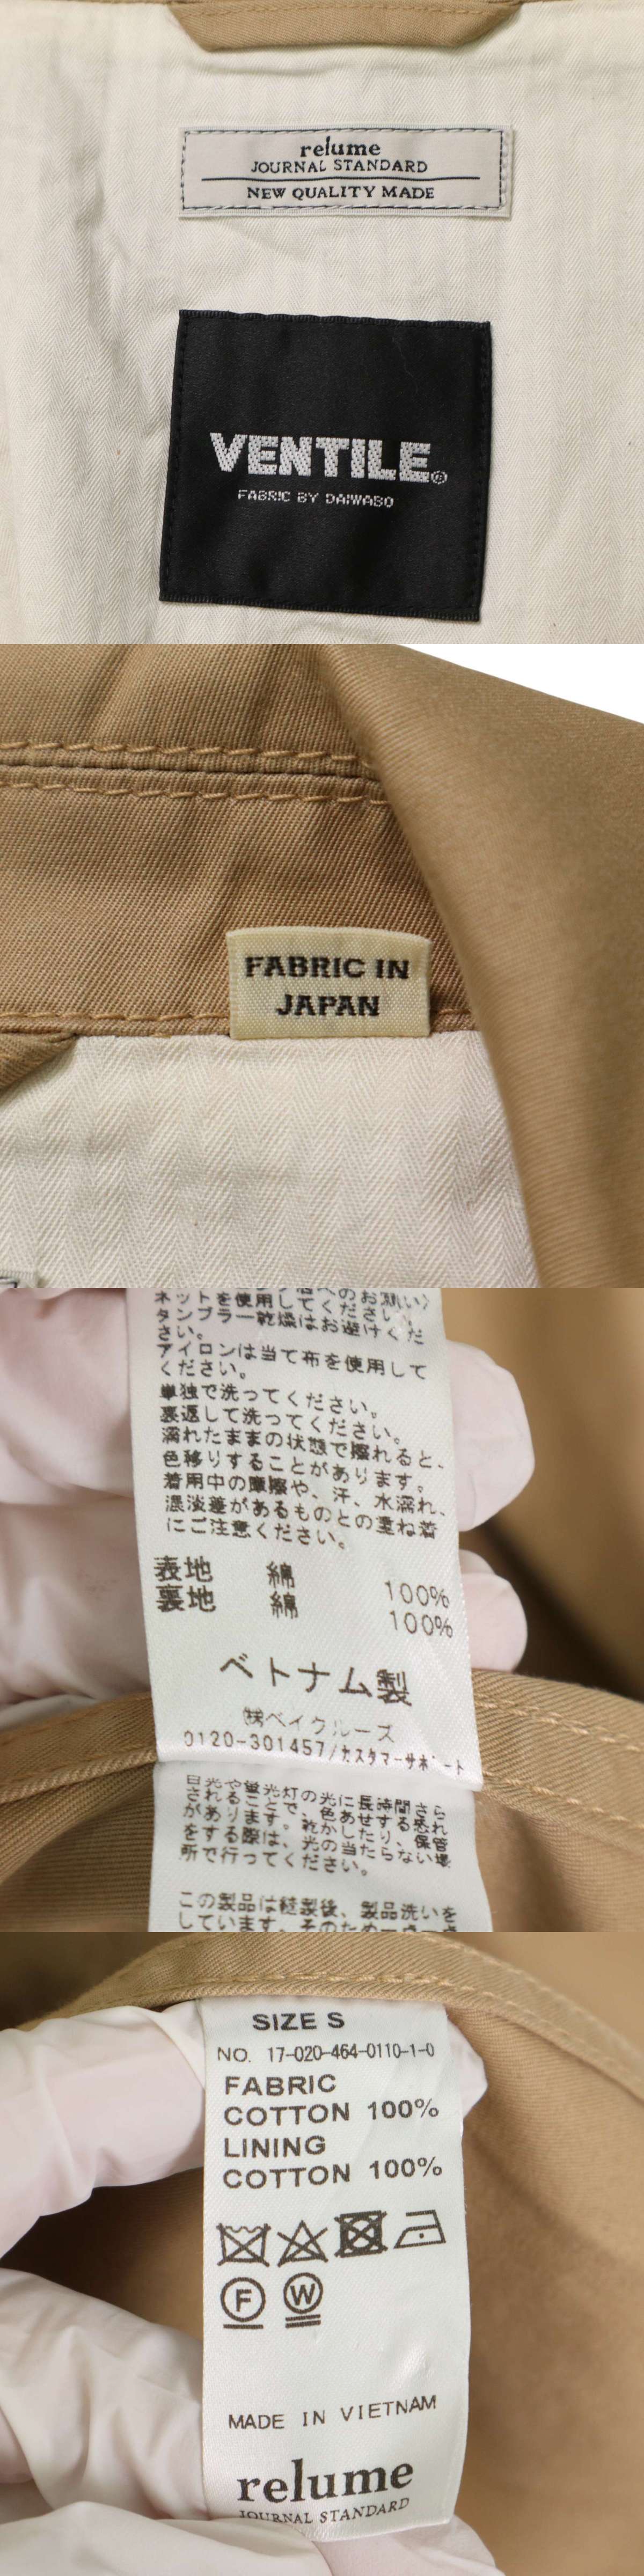 relume
JOURNAL STANDARD
NEW QUALITY MADE
VENTILE®
FABRIC BY DAIWABO
FABRIC IN
JAPAN
ネットを使用してください。
タンブラー乾燥はお避けくだ
さい。
アイロンは当て布を使用して
ください。
単独で洗ってください。
裏返して洗ってください。
濡れたままの状態で擦れると、
色移りすることがあります。
着用中の摩擦や、汗、水濡れ、
濃淡差があるものとの重ね着
にご注意ください。
表地 綿 100%
裏地 綿 100%
ベトナム製
㈱ベイクルーズ
0120-301457/カスタマーサポート
日光や蛍光灯の光に長時間さら
されることで、色あせする恐れ
があります。乾かしたり、保管
をする際は、光の当たらない場
所で行ってください。
この製品は縫製後、製品洗いを
しています。そのため
SIZE S
NO. 17-020-464-0110-1-0
FABRIC
COTTON 100%
LINING
COTTON 100%
F W
MADE IN VIETNAM
relume
JOURNAL STANDARD